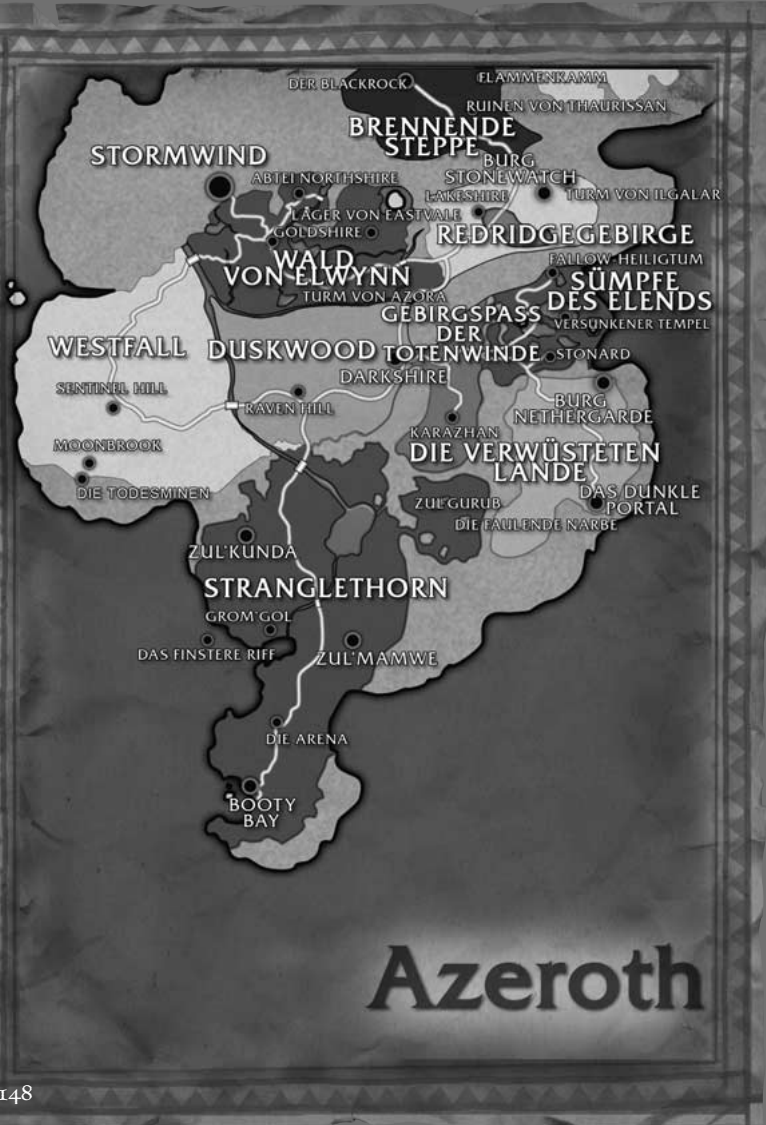 DER BLACKROCK
FLAMMENKAMM
RUINEN VON THAURISSAN
BRENNENDE
STEPPE
STORMWIND
BURG
STONEWATCH
ABTEI NORTHSHIRE
LAKESHIRE
TURM VON ILGALAR
LAGER VON EASTVALE
GOLDSHIRE
REDRIDGEGEBIRGE
WALD
VON ELWYNN
FALLOW-HEILIGTUM
SÜMPFE
DES ELENDS
TURM VON AZORA
GEBIRGSPASS
DER
TOTENWINDE
VERSUNKENER TEMPEL
WESTFALL
DUSKWOOD
STONARD
DARKSHIRE
SENTINEL HILL
RAVEN HILL
BURG
NETHERGARDE
KARAZHAN
MOONBROOK
DIE VERWÜSTETEN
LANDE
DIE TODESMINEN
DAS DUNKLE
PORTAL
ZUL'GURUB
DIE FAULENDE NARBE
ZUL'KUNDA
STRANGLETHORN
GROM'GOL
DAS FINSTERE RIFF
ZUL'MAMWE
DIE ARENA
BOOTY
BAY
Azeroth
148